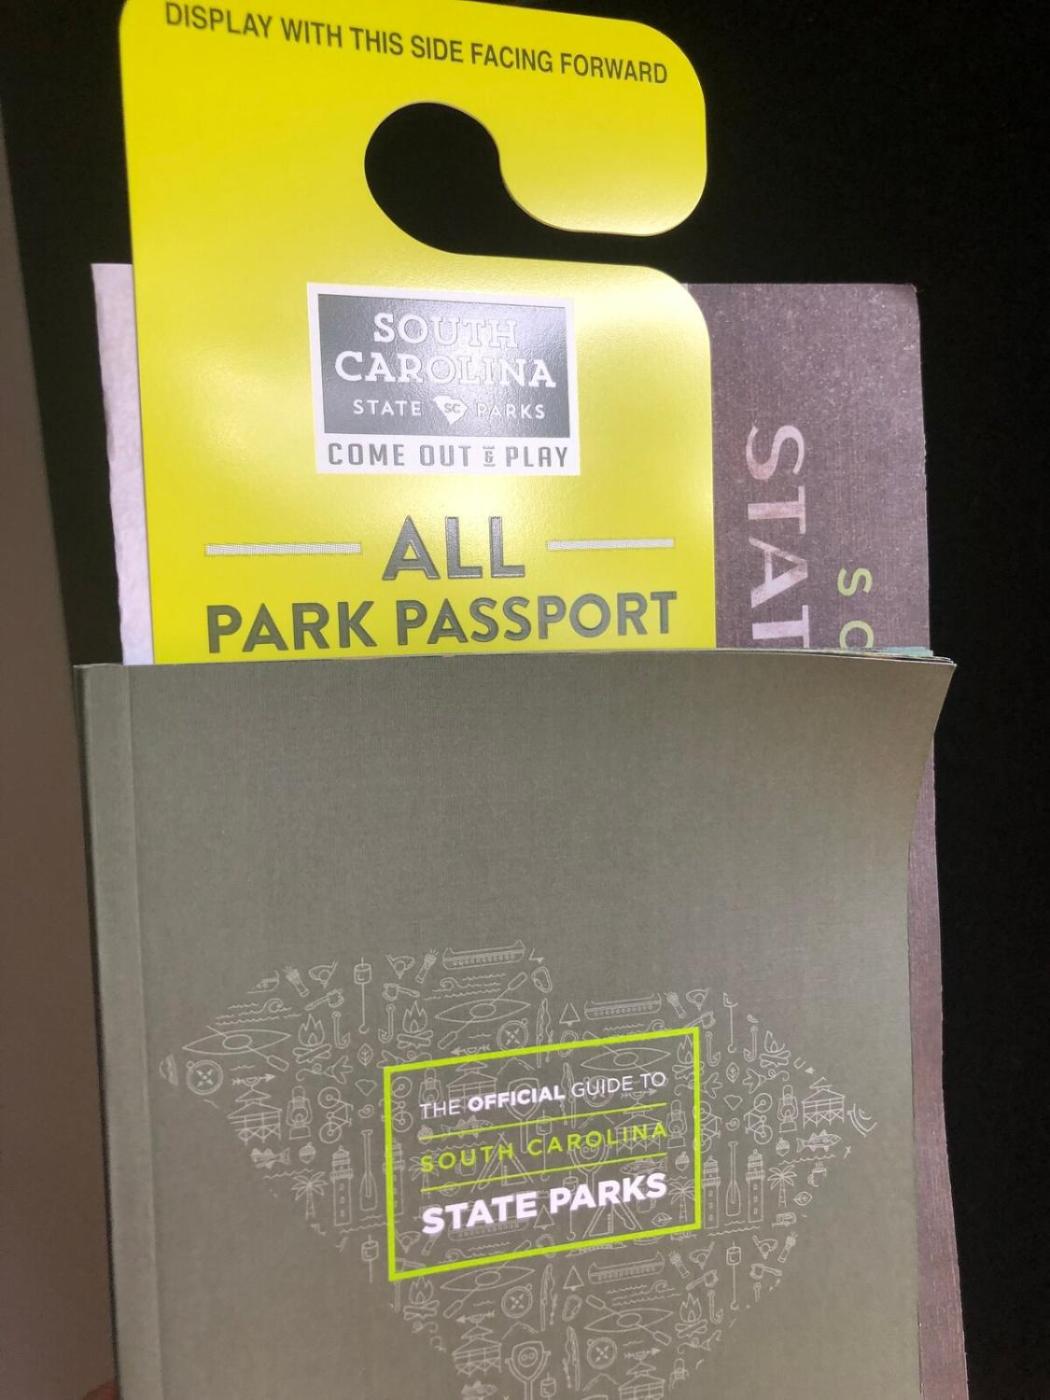 DISPLAY WITH THIS SIDE FACING FORWARD
SOUTH
CAROLINA
STATE SC PARKS
COME OUT TO PLAY
ALL
PARK PASSPORT
STAT
S O
THE OFFICIAL GUIDE TO
SOUTH CAROLINA
STATE PARKS